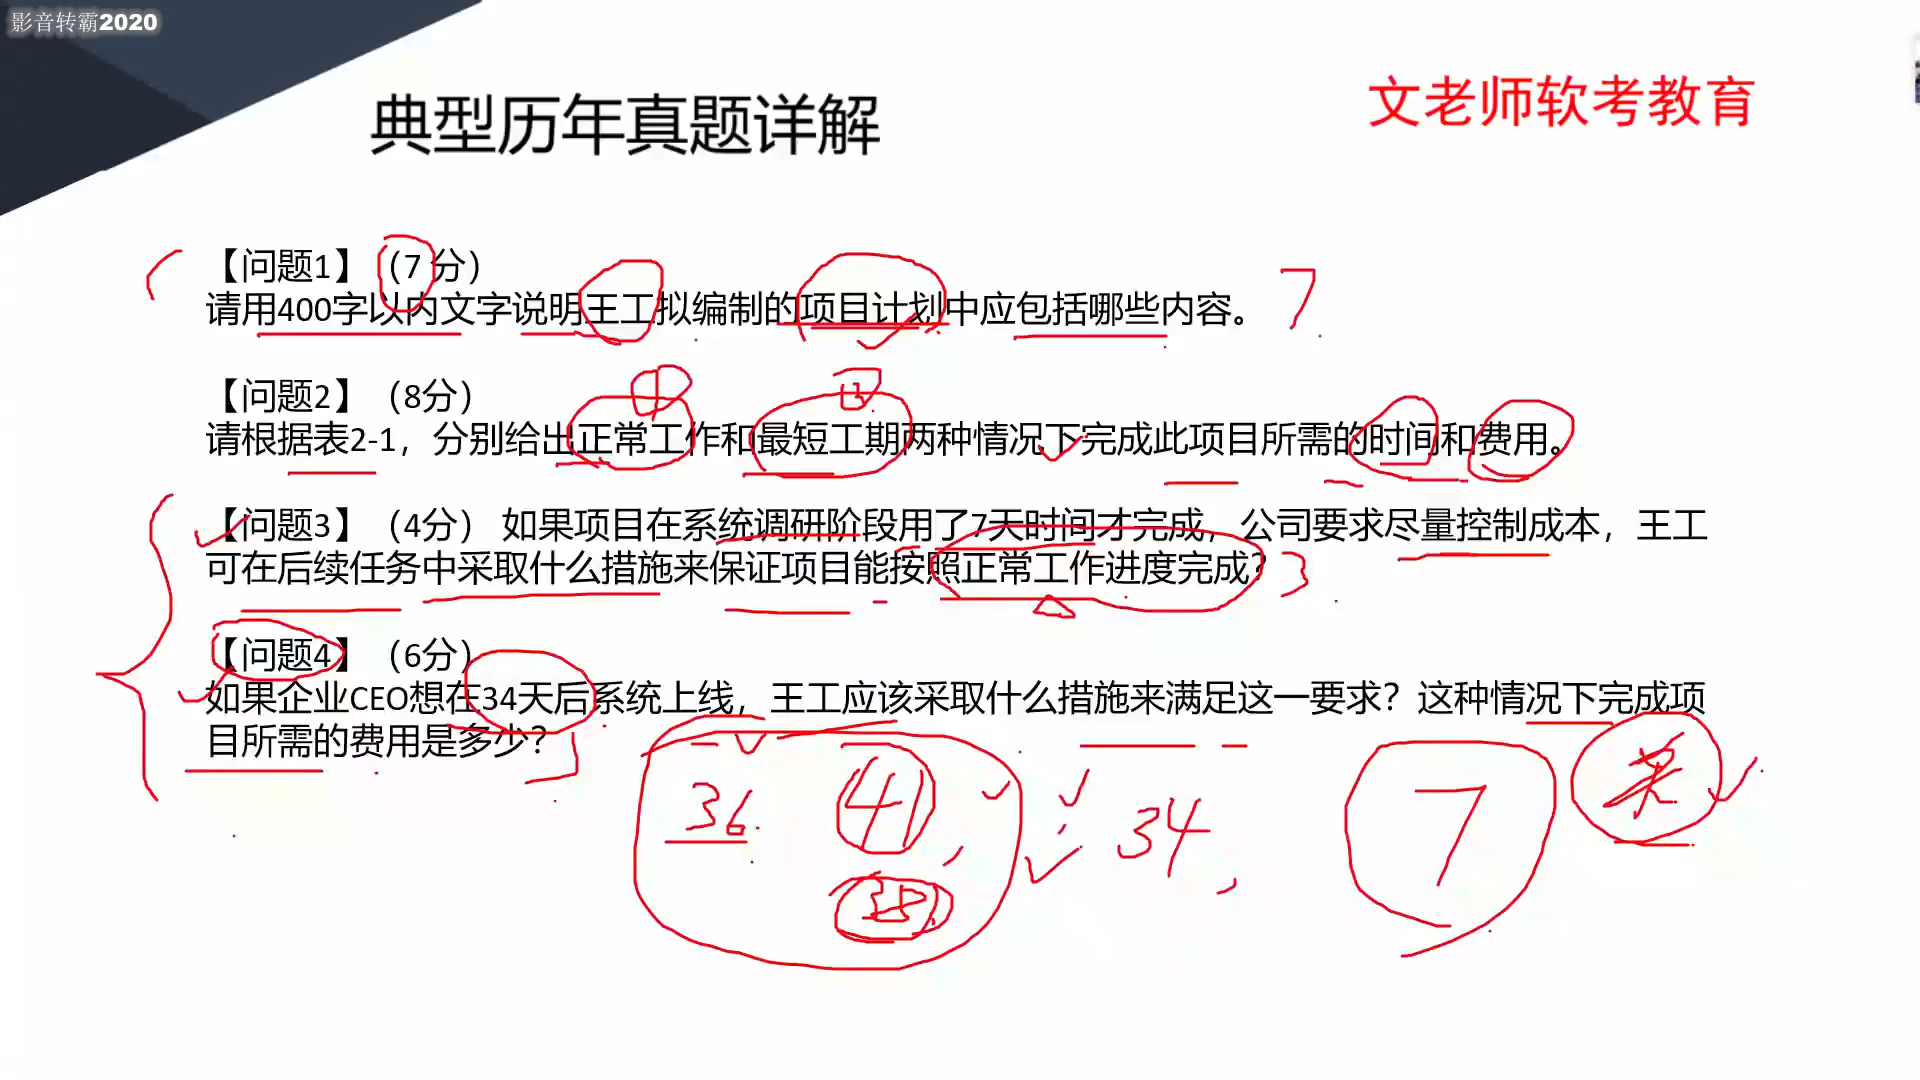 影音转霸2020
典型历年真题详解
文老师软考教育
【问题1】（7 分）
请用400字以内文字说明王工拟编制的项目计划中应包括哪些内容。
7
【问题2】（8分）
请根据表2-1，分别给出正常工作和最短工期两种情况下完成此项目所需的时间和费用。
【问题3】（4分） 如果项目在系统调研阶段用了7天时间才完成，公司要求尽量控制成本，王工
可在后续任务中采取什么措施来保证项目能按照正常工作进度完成？
【问题4】（6分）
如果企业CEO想在34天后系统上线，王工应该采取什么措施来满足这一要求？这种情况下完成项
目所需的费用是多少？
36 41 34 7